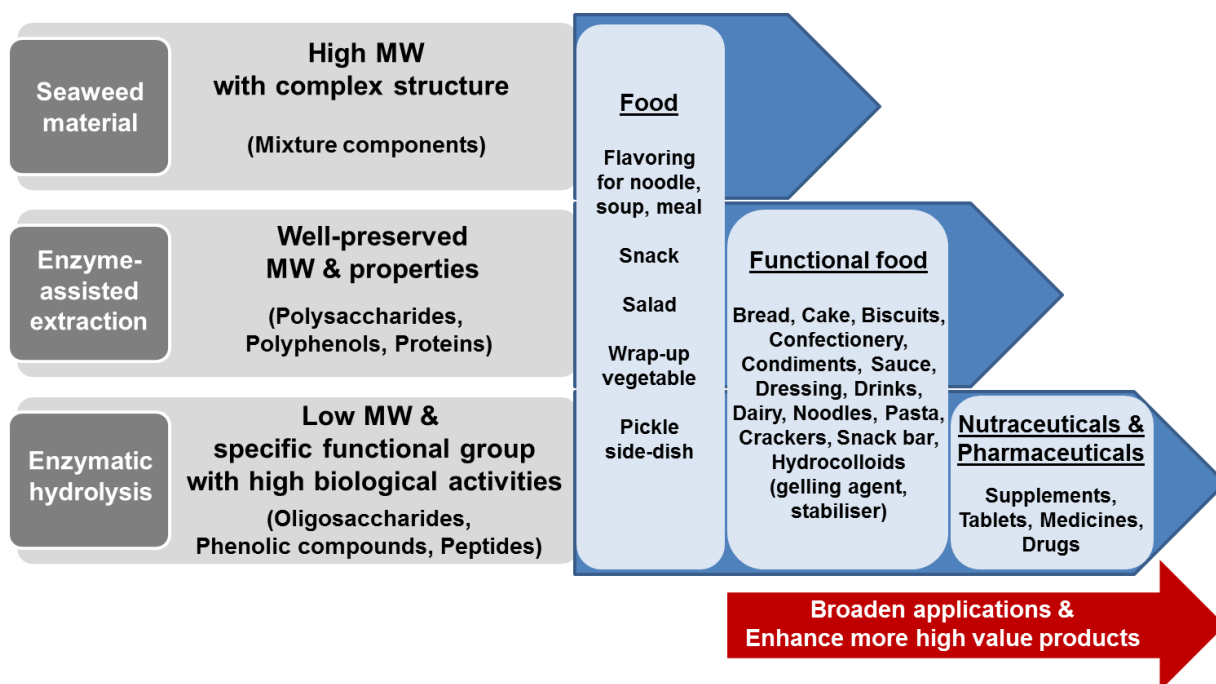 Seaweed
material
High MW
with complex structure
(Mixture components)
Enzyme-
assisted
extraction
Well-preserved
MW & properties
(Polysaccharides,
Polyphenols, Proteins)
Enzymatic
hydrolysis
Low MW &
specific functional group
with high biological activities
(Oligosaccharides,
Phenolic compounds, Peptides)
Food
Flavoring
for noodle,
soup, meal
Snack
Salad
Wrap-up
vegetable
Pickle
side-dish
Functional food
Bread, Cake, Biscuits,
Confectionery,
Condiments, Sauce,
Dressing, Drinks,
Dairy, Noodles, Pasta,
Crackers, Snack bar,
Hydrocolloids
(gelling agent,
stabiliser)
Nutraceuticals &
Pharmaceuticals
Supplements,
Tablets, Medicines,
Drugs
Broaden applications &
Enhance more high value products